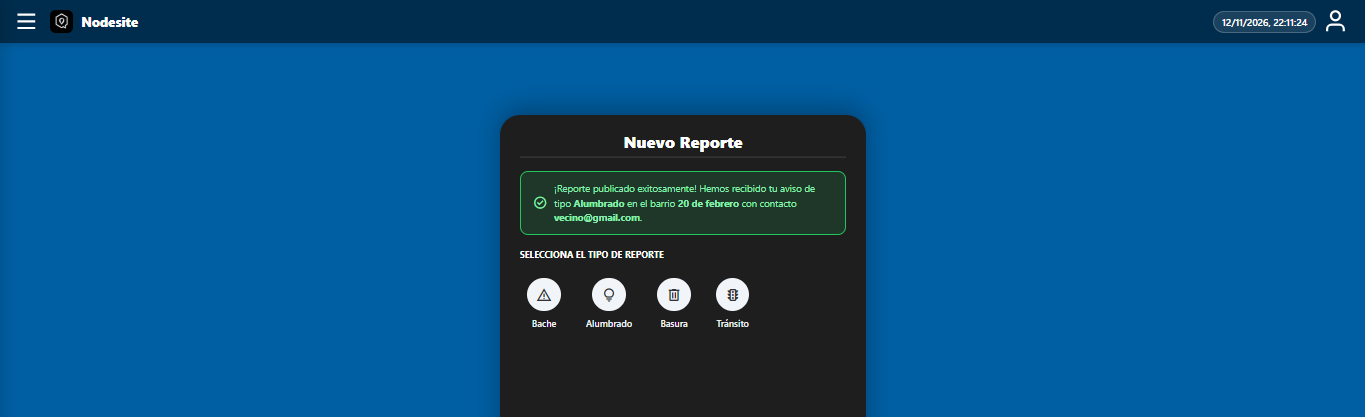 Nodesite
12/11/2026, 22:11:24
Nuevo Reporte
¡Reporte publicado exitosamente! Hemos recibido tu aviso de
tipo Alumbrado en el barrio 20 de febrero con contacto
vecino@gmail.com.
SELECCIONA EL TIPO DE REPORTE
Bache
Alumbrado
Basura
Tránsito